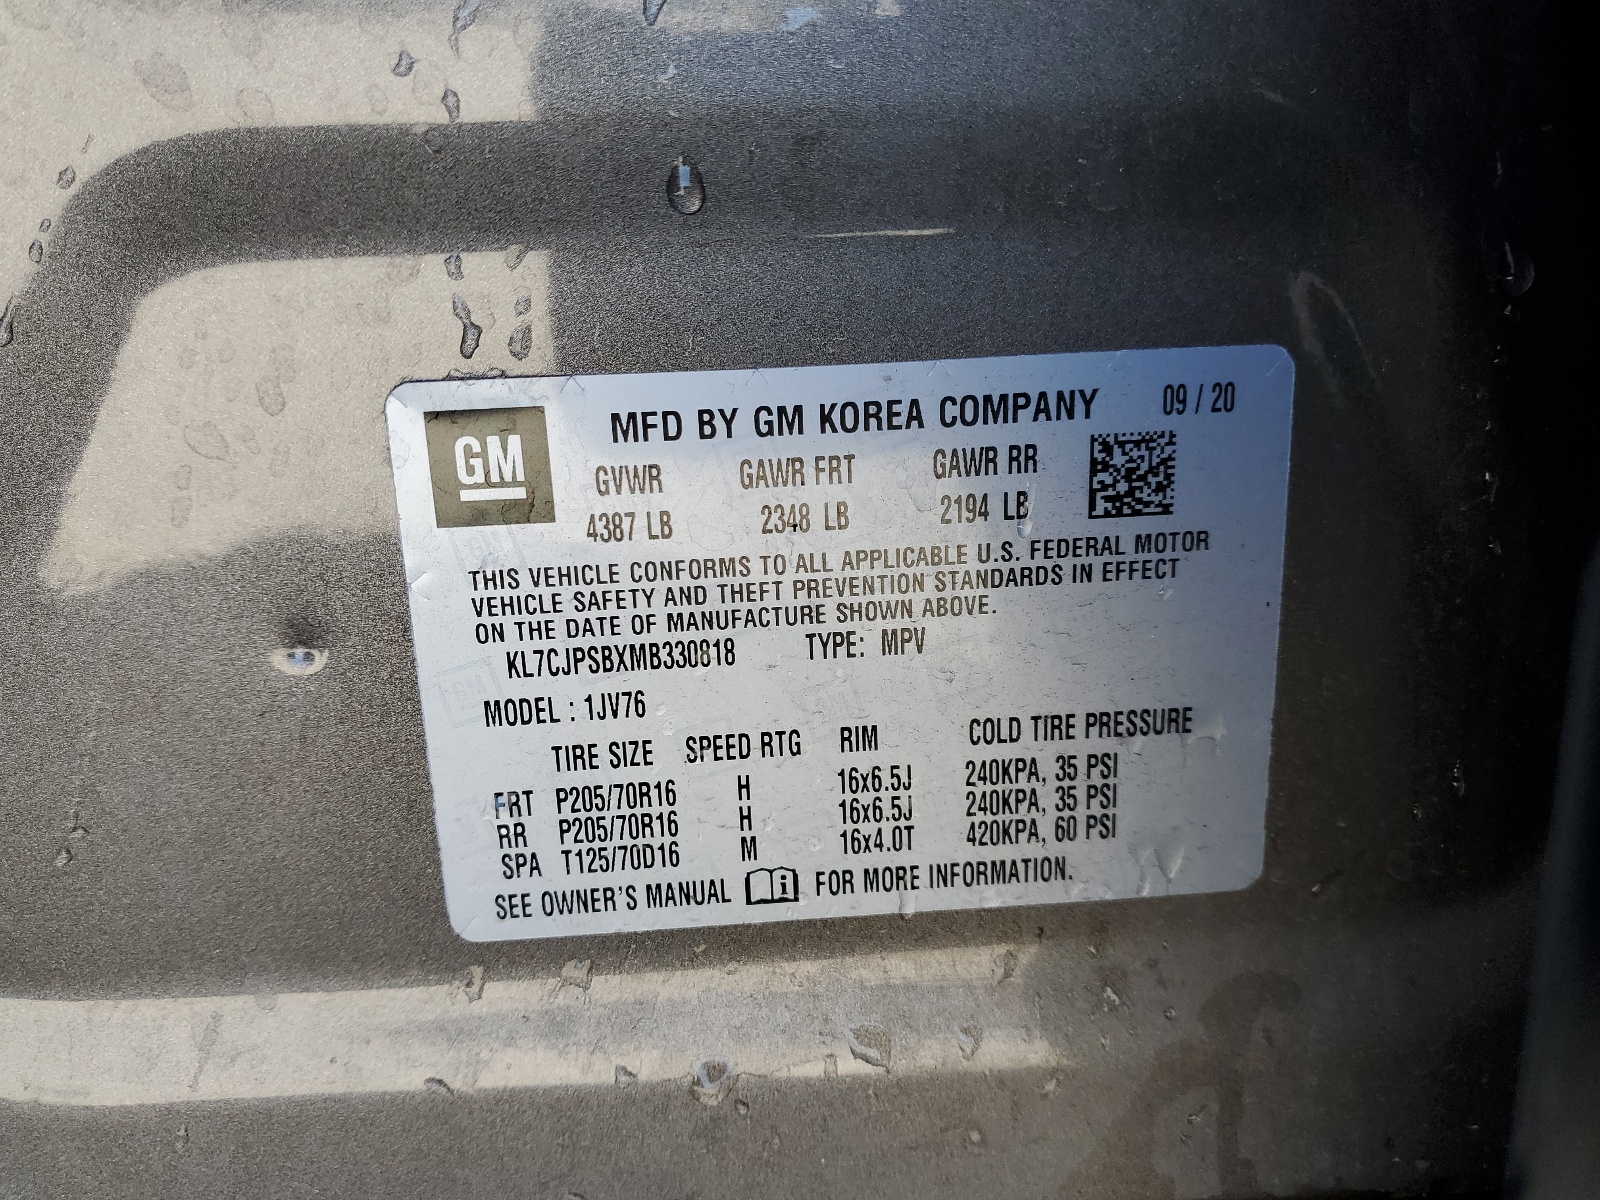 MFD BY GM KOREA COMPANY 09 / 20
GM
GVWR GAWR FRT GAWR RR
4387 LB 2348 LB 2194 LB
THIS VEHICLE CONFORMS TO ALL APPLICABLE U.S. FEDERAL MOTOR
VEHICLE SAFETY AND THEFT PREVENTION STANDARDS IN EFFECT
ON THE DATE OF MANUFACTURE SHOWN ABOVE.
KL7CJPSBXMB330818 TYPE: MPV
MODEL : 1JV76
TIRE SIZE SPEED RTG RIM COLD TIRE PRESSURE
FRT P205/70R16 H 16x6.5J 240KPA, 35 PSI
RR P205/70R16 H 16x6.5J 240KPA, 35 PSI
SPA T125/70D16 M 16x4.0T 420KPA, 60 PSI
SEE OWNER'S MANUAL FOR MORE INFORMATION.